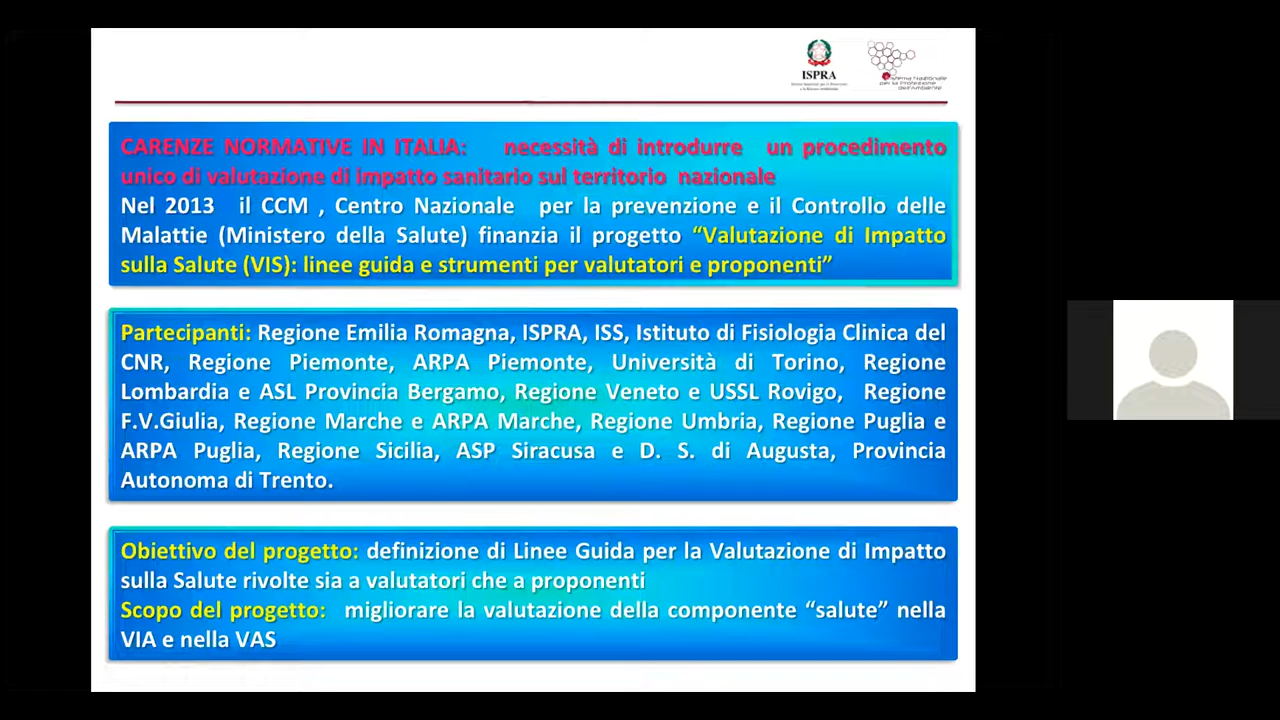 ISPRA
CARENZE NORMATIVE IN ITALIA: necessità di introdurre un procedimento
unico di valutazione di impatto sanitario sul territorio nazionale
Nel 2013 il CCM , Centro Nazionale per la prevenzione e il Controllo delle
Malattie (Ministero della Salute) finanzia il progetto “Valutazione di Impatto
sulla Salute (VIS): linee guida e strumenti per valutatori e proponenti”
Partecipanti: Regione Emilia Romagna, ISPRA, ISS, Istituto di Fisiologia Clinica del
CNR, Regione Piemonte, ARPA Piemonte, Università di Torino, Regione
Lombardia e ASL Provincia Bergamo, Regione Veneto e USSL Rovigo, Regione
F.V.Giulia, Regione Marche e ARPA Marche, Regione Umbria, Regione Puglia e
ARPA Puglia, Regione Sicilia, ASP Siracusa e D. S. di Augusta, Provincia
Autonoma di Trento.
Obiettivo del progetto: definizione di Linee Guida per la Valutazione di Impatto
sulla Salute rivolte sia a valutatori che a proponenti
Scopo del progetto: migliorare la valutazione della componente “salute” nella
VIA e nella VAS